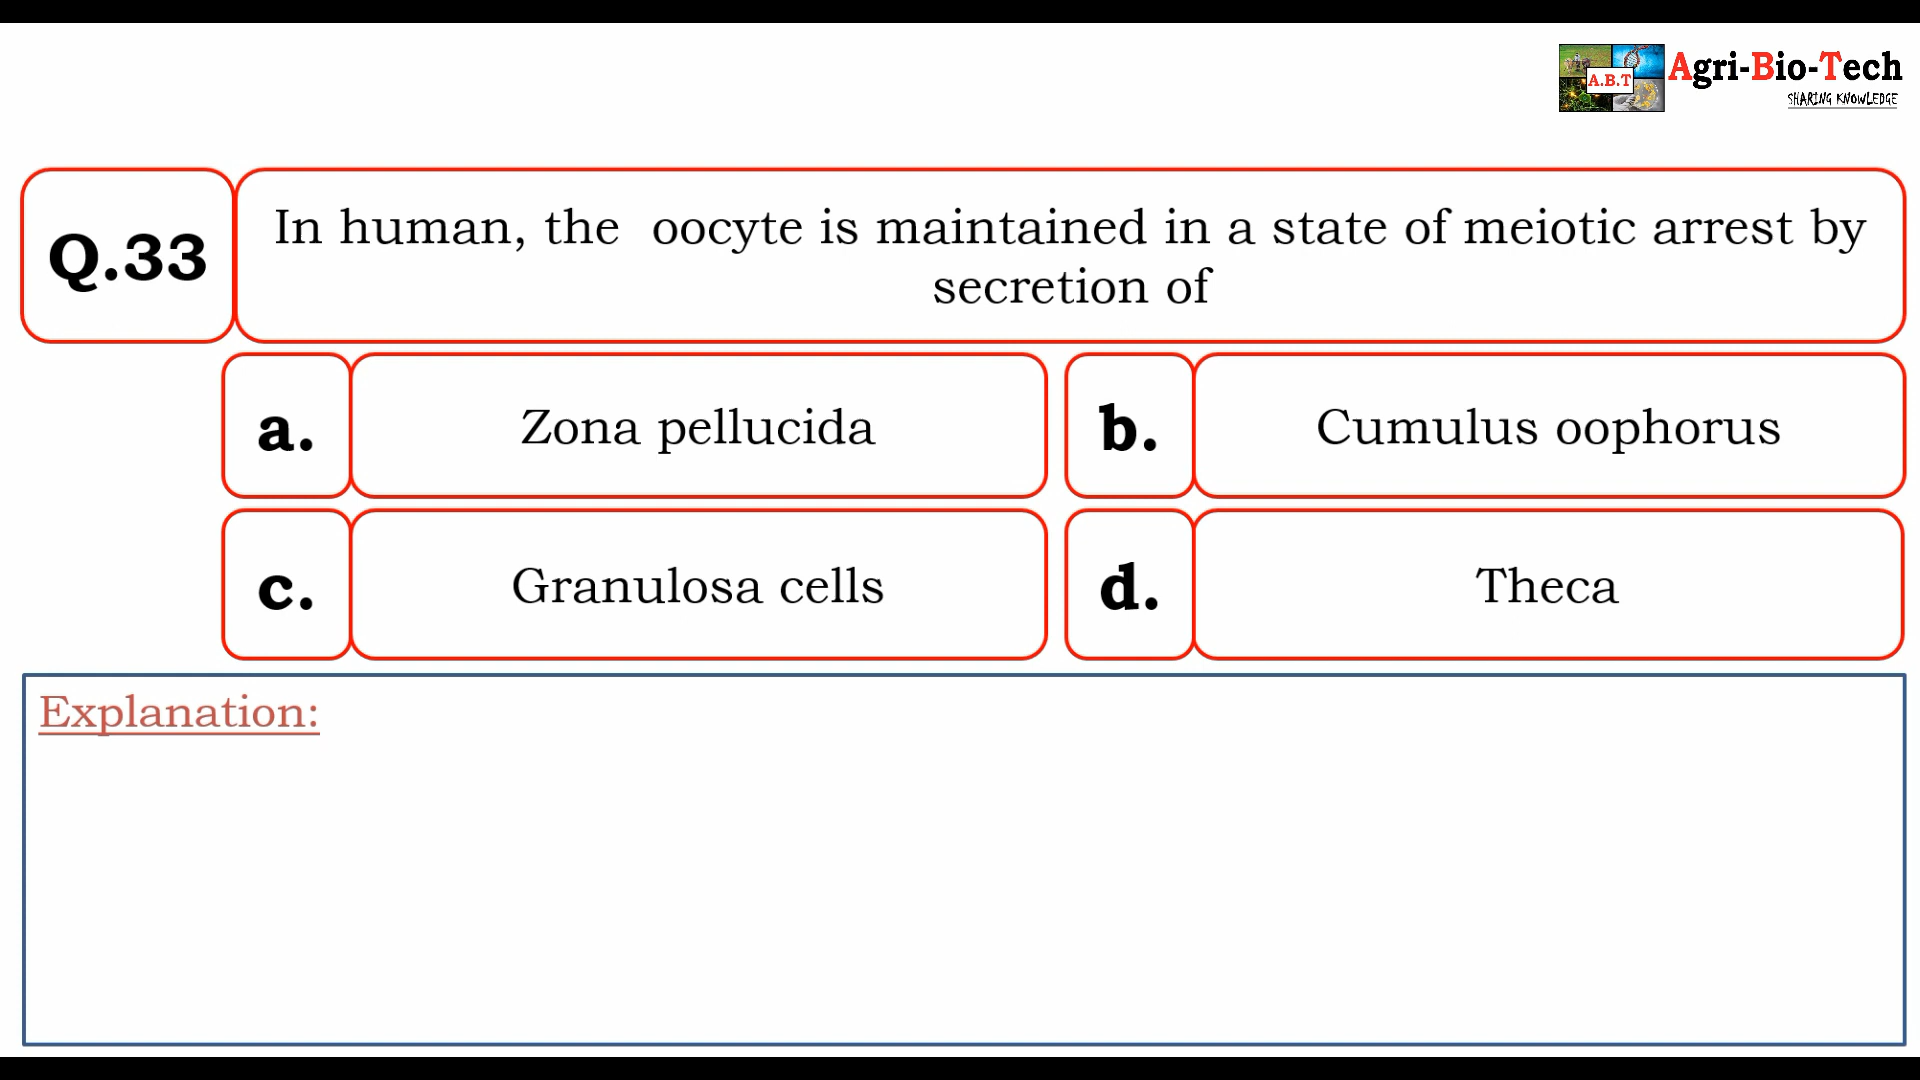 A.B.T
Agri-Bio-Tech
SHARING KNOWLEDGE
Q.33
In human, the oocyte is maintained in a state of meiotic arrest by
secretion of
a.
Zona pellucida
b.
Cumulus oophorus
c.
Granulosa cells
d.
Theca
Explanation: